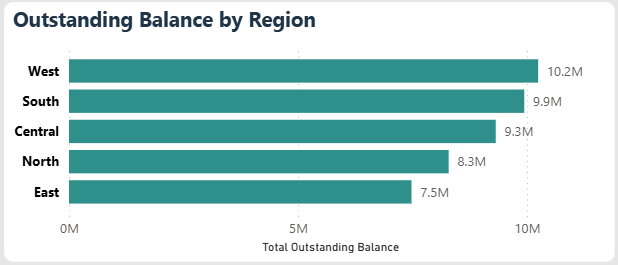 Outstanding Balance by Region
West 10.2M
South 9.9M
Central 9.3M
North 8.3M
East 7.5M
0M 5M 10M
Total Outstanding Balance